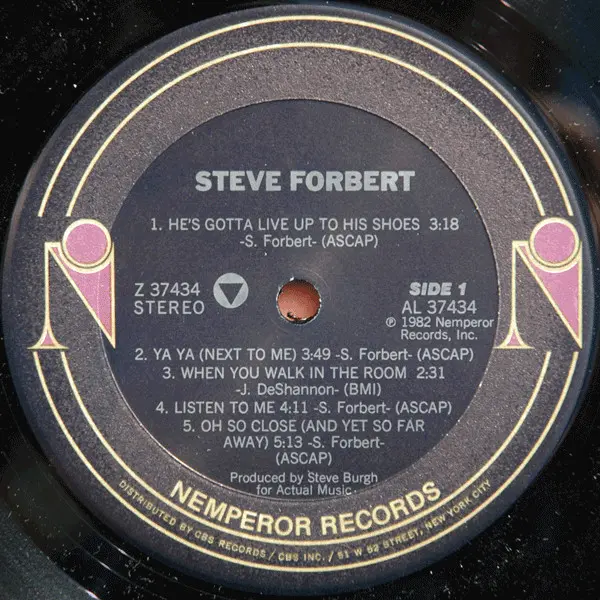 STEVE FORBERT
1. HE'S GOTTA LIVE UP TO HIS SHOES 3:18
-S. Forbert- (ASCAP)
Z 37434
STEREO
SIDE 1
AL 37434
℗ 1982 Nemperor
Records, Inc.
2. YA YA (NEXT TO ME) 3:49 -S. Forbert- (ASCAP)
3. WHEN YOU WALK IN THE ROOM 2:31
-J. DeShannon- (BMI)
4. LISTEN TO ME 4:11 -S. Forbert- (ASCAP)
5. OH SO CLOSE (AND YET SO FAR
AWAY) 5:13 -S. Forbert-
(ASCAP)
Produced by Steve Burgh
for Actual Music.
NEMPEROR RECORDS
DISTRIBUTED BY CBS RECORDS / CBS INC. / 51 W 52 STREET, NEW YORK, CITY